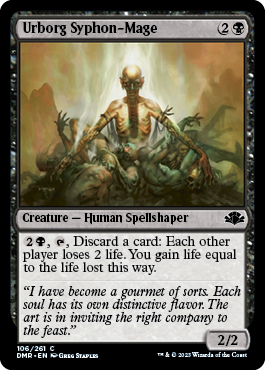 Urborg Syphon-Mage 2
Creature — Human Spellshaper
2, , Discard a card: Each other
player loses 2 life. You gain life
equal to the life lost this way.
“I have become a gourmet of sorts. Each
soul has its own distinctive flavor. The
art is in inviting the right company to
the feast.”
2/2
106/261 C
DMR • EN GREG STAPLES
™ & © 2023 Wizards of the Coast